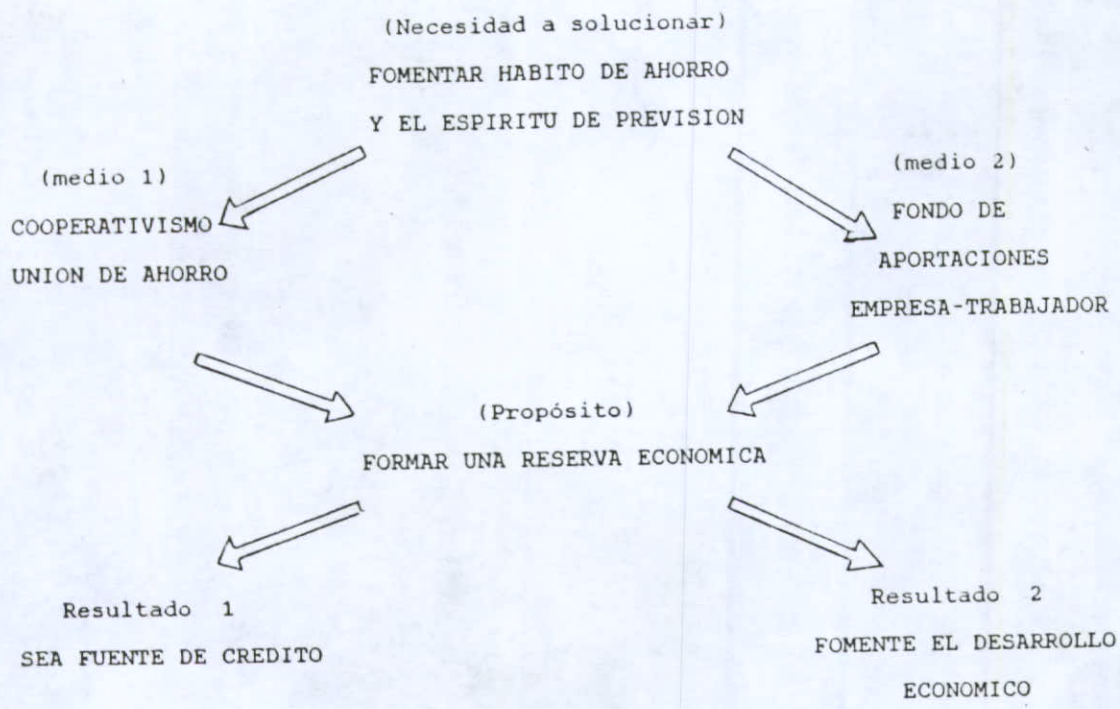 (Necesidad a solucionar)
FOMENTAR HABITO DE AHORRO
Y EL ESPIRITU DE PREVISION
(medio 1)
COOPERATIVISMO
UNION DE AHORRO
(medio 2)
FONDO DE
APORTACIONES
EMPRESA-TRABAJADOR
(Propósito)
FORMAR UNA RESERVA ECONOMICA
Resultado 1
SEA FUENTE DE CREDITO
Resultado 2
FOMENTE EL DESARROLLO
ECONOMICO